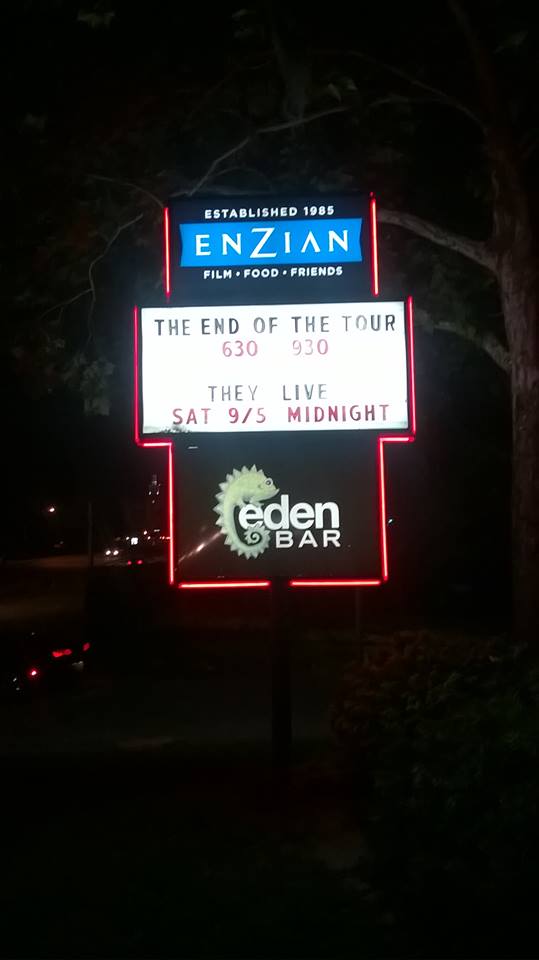 ESTABLISHED 1985
ENZIAN
FILM • FOOD • FRIENDS
THE END OF THE TOUR
630 930
THEY LIVE
SAT 9/5 MIDNIGHT
eden
BAR